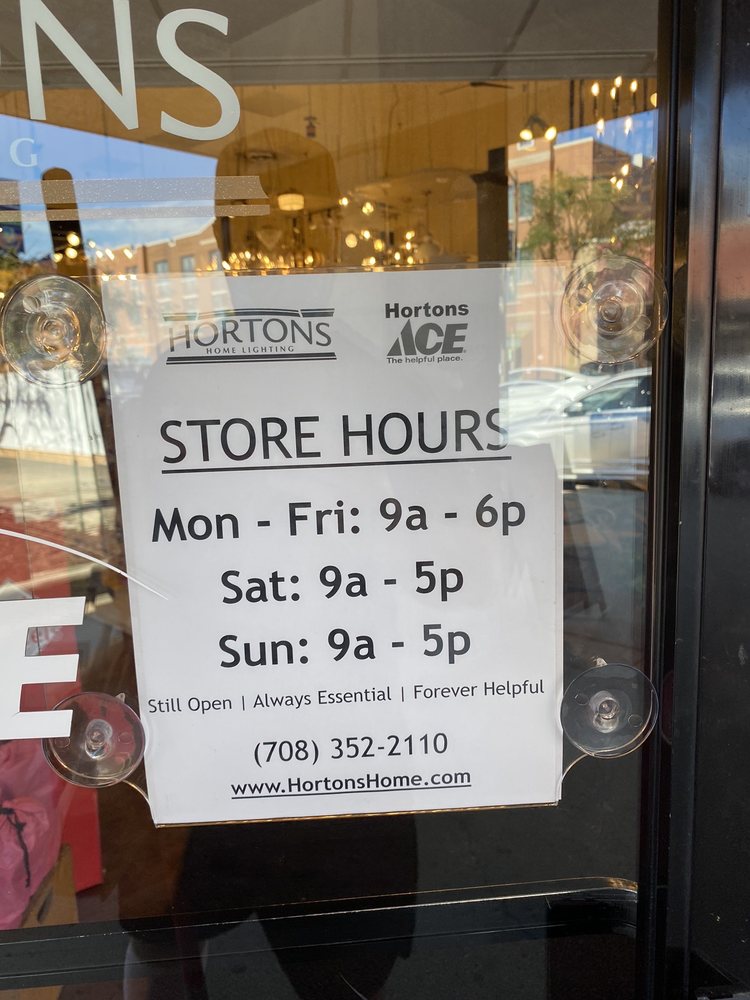 NS
G
HORTONS
HOME LIGHTING
Hortons
ACE
The helpful place.
STORE HOURS
Mon - Fri: 9a - 6p
Sat: 9a - 5p
Sun: 9a - 5p
Still Open | Always Essential | Forever Helpful
(708) 352-2110
www.HortonsHome.com
E